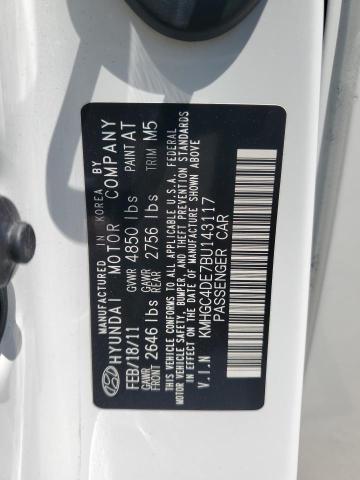 MANUFACTURED IN KOREA BY
HYUNDAI MOTOR COMPANY
FEB/18/11 GVWR 4850 lbs PAINT AT
GAWR FRONT 2646 lbs GAWR REAR 2756 lbs TRIM M5
THIS VEHICLE CONFORMS TO ALL APPLICABLE U.S.A. FEDERAL
MOTOR VEHICLE SAFETY, BUMPER, AND THEFT PREVENTION STANDARDS
IN EFFECT ON THE DATE OF MANUFACTURE SHOWN ABOVE
V.I.N KMHGC4DE7BU143117
PASSENGER CAR